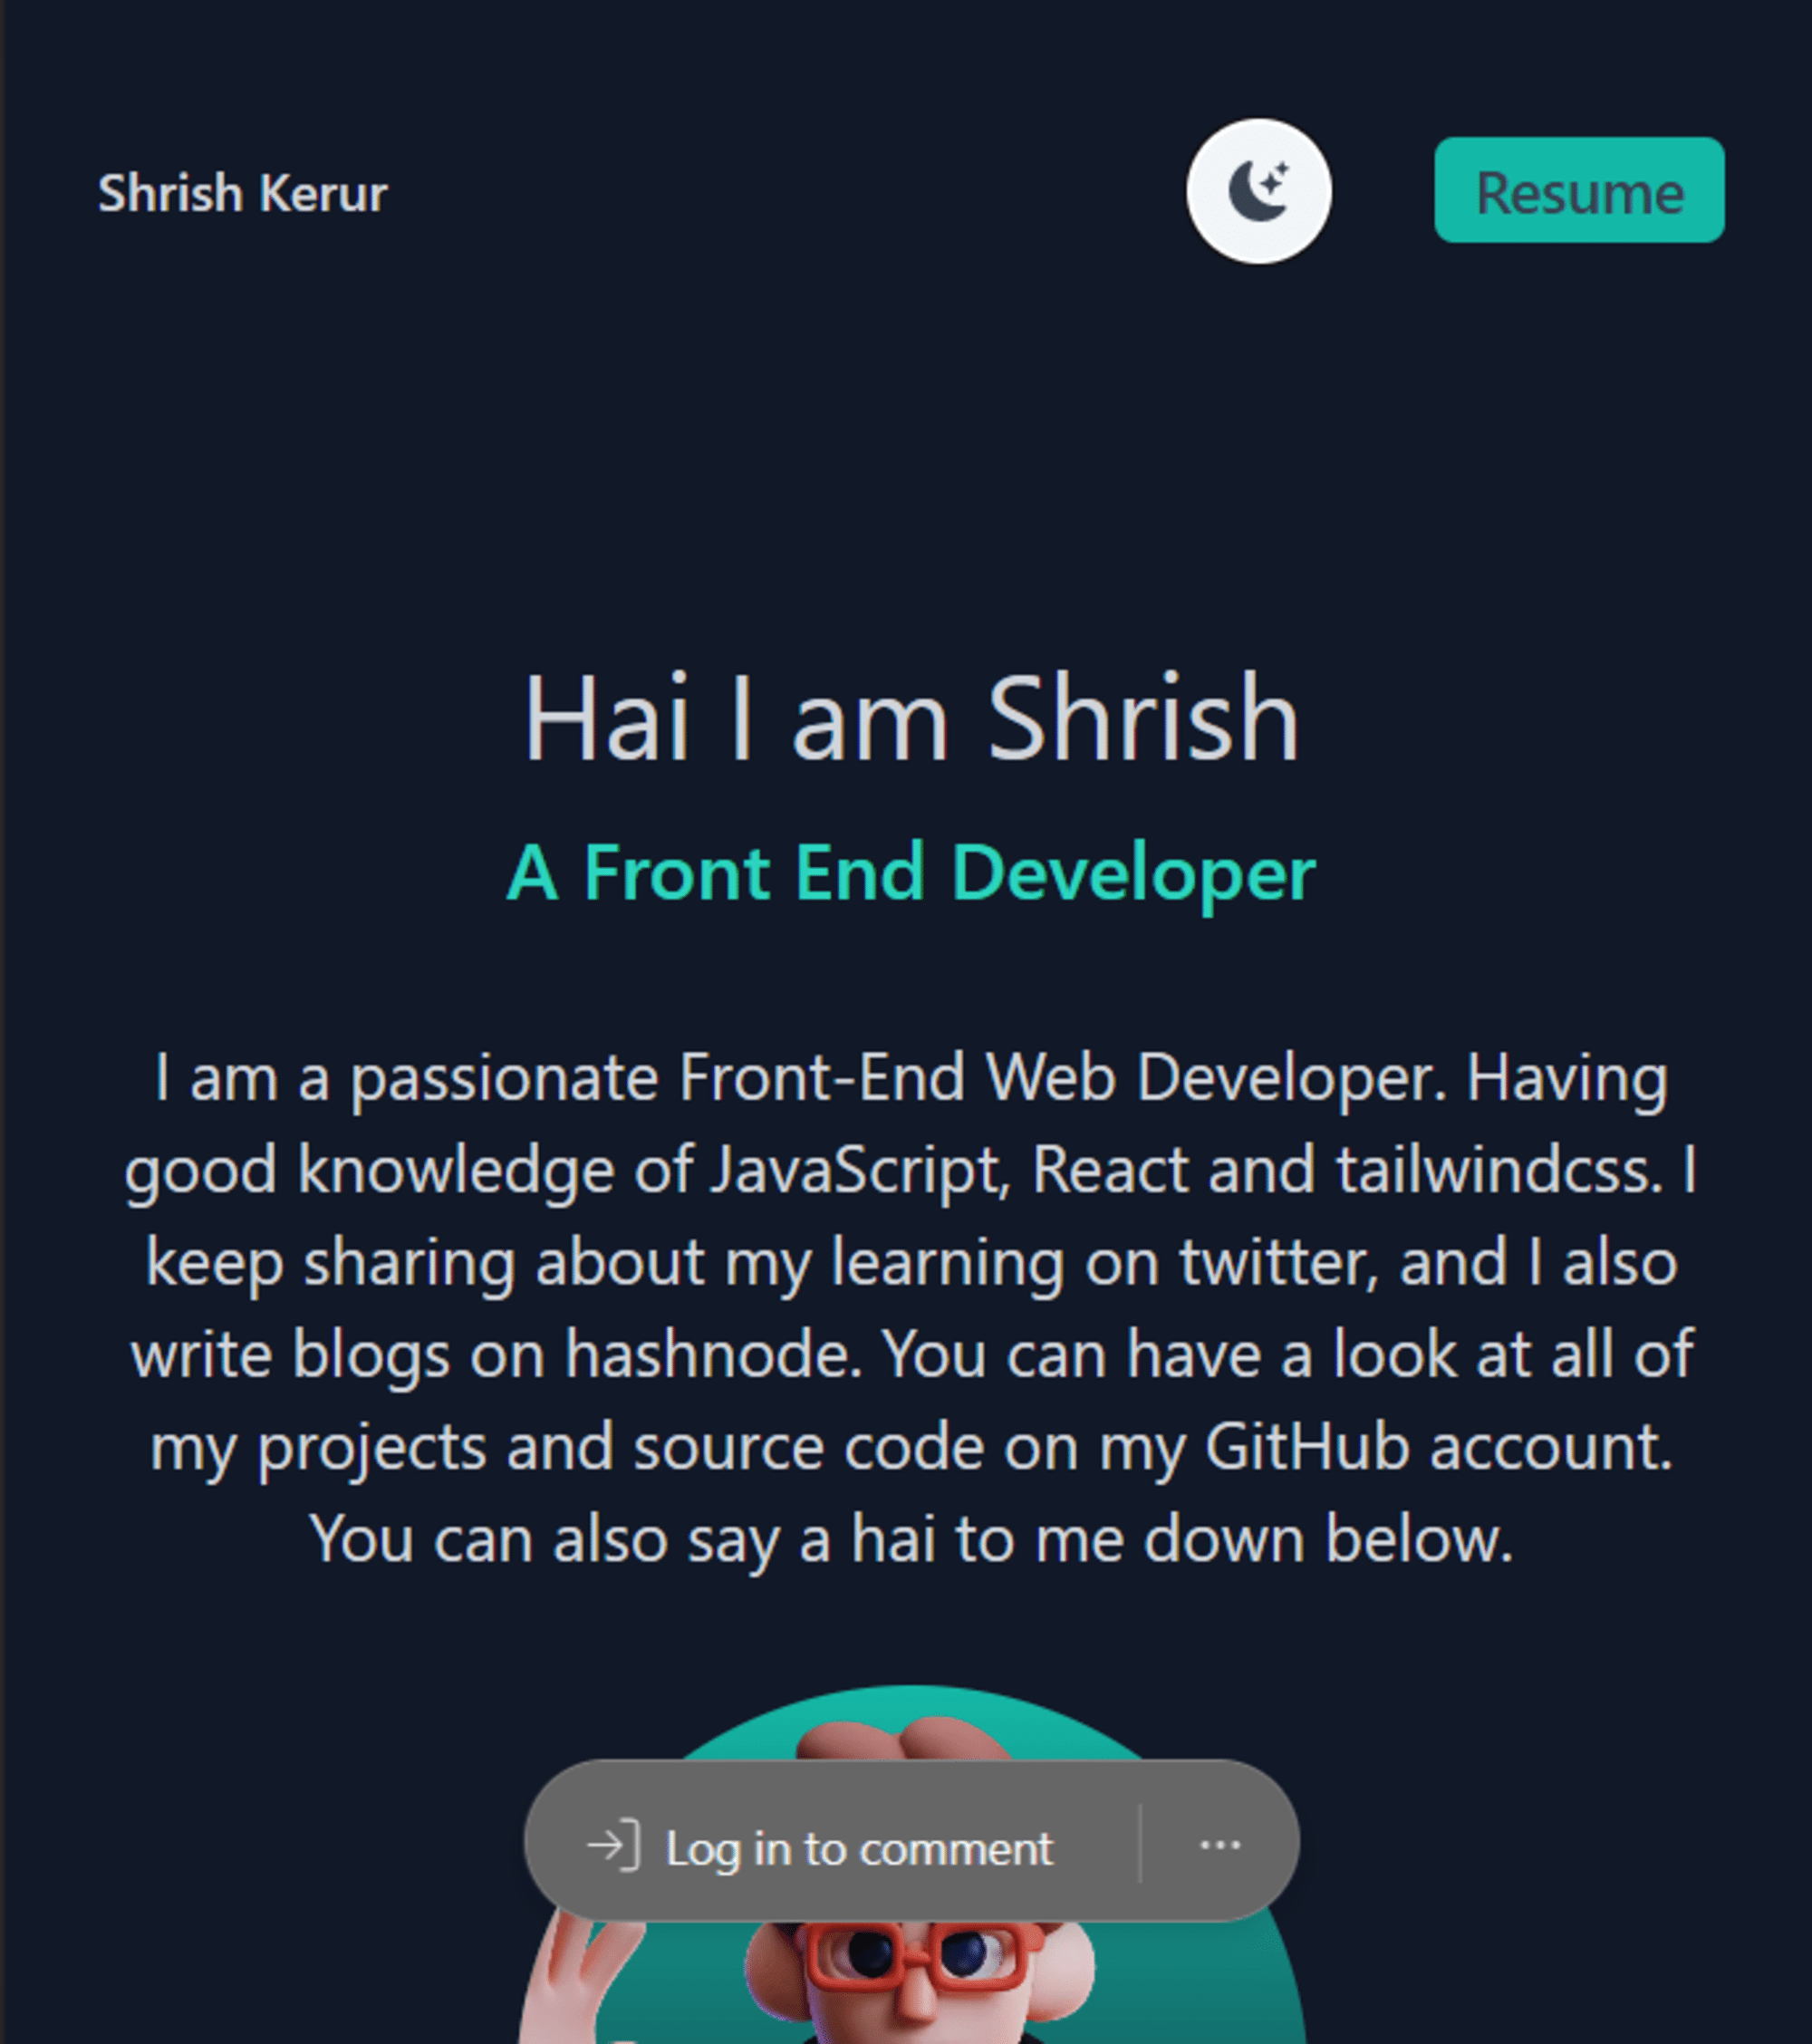 Shrish Kerur
Resume
Hai I am Shrish
A Front End Developer
I am a passionate Front-End Web Developer. Having
good knowledge of JavaScript, React and tailwindcss. I
keep sharing about my learning on twitter, and I also
write blogs on hashnode. You can have a look at all of
my projects and source code on my GitHub account.
You can also say a hai to me down below.
Log in to comment